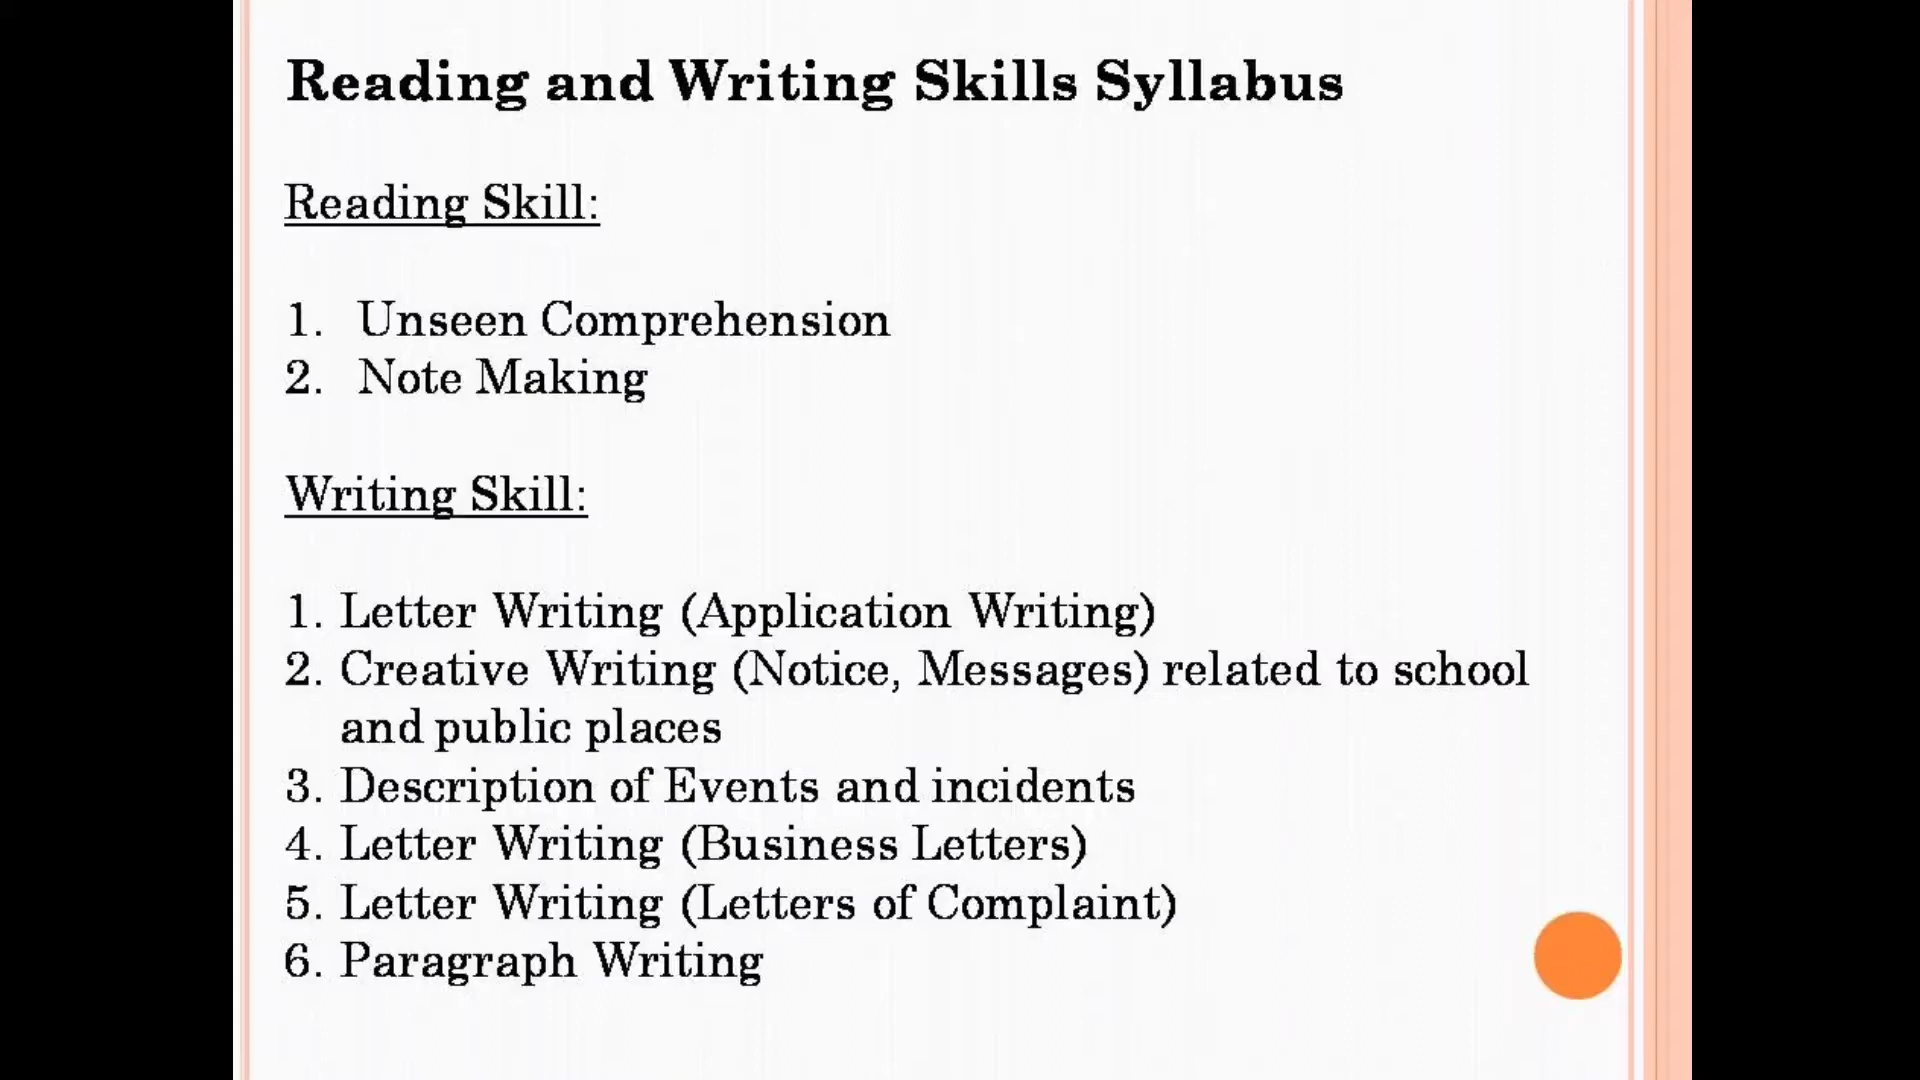 Reading and Writing Skills Syllabus
Reading Skill:
1. Unseen Comprehension
2. Note Making
Writing Skill:
1. Letter Writing (Application Writing)
2. Creative Writing (Notice, Messages) related to school
and public places
3. Description of Events and incidents
4. Letter Writing (Business Letters)
5. Letter Writing (Letters of Complaint)
6. Paragraph Writing